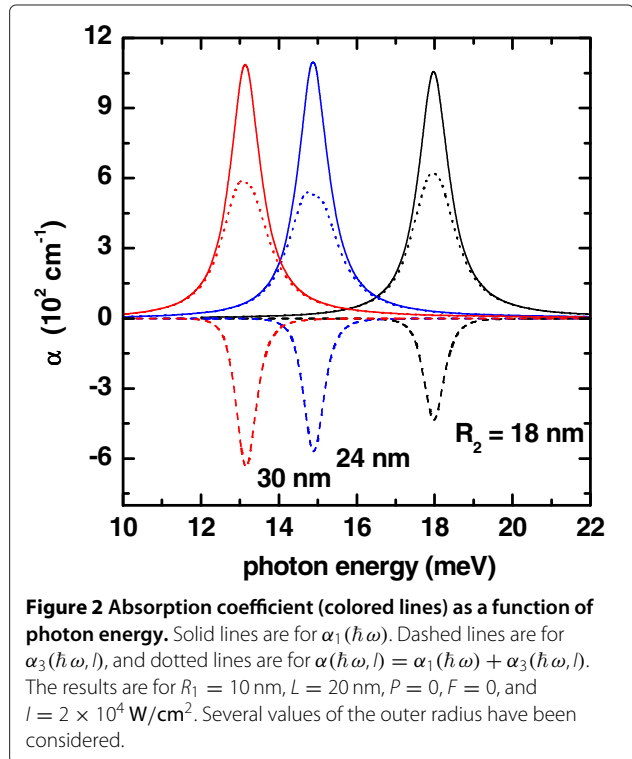 12
9
6
3
0
-3
-6
α (10² cm⁻¹)
R₂ = 18 nm
24 nm
30 nm
10 12 14 16 18 20 22
photon energy (meV)
Figure 2 Absorption coefficient (colored lines) as a function of
photon energy. Solid lines are for α₁(ℏω). Dashed lines are for
α₃(ℏω, I), and dotted lines are for α(ℏω, I) = α₁(ℏω) + α₃(ℏω, I).
The results are for R₁ = 10 nm, L = 20 nm, P = 0, F = 0, and
I = 2 × 10⁴ W/cm². Several values of the outer radius have been
considered.